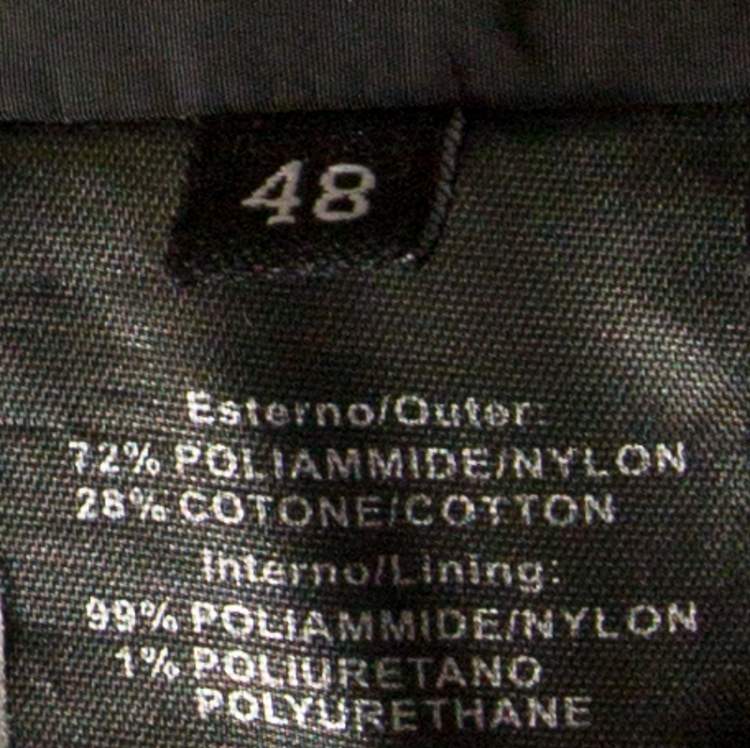 48
Esterno/Outer:
72% POLIAMMIDE/NYLON
28% COTONE/COTTON
Interno/Lining:
99% POLIAMMIDE/NYLON
1% POLIURETANO
POLYURETHANE